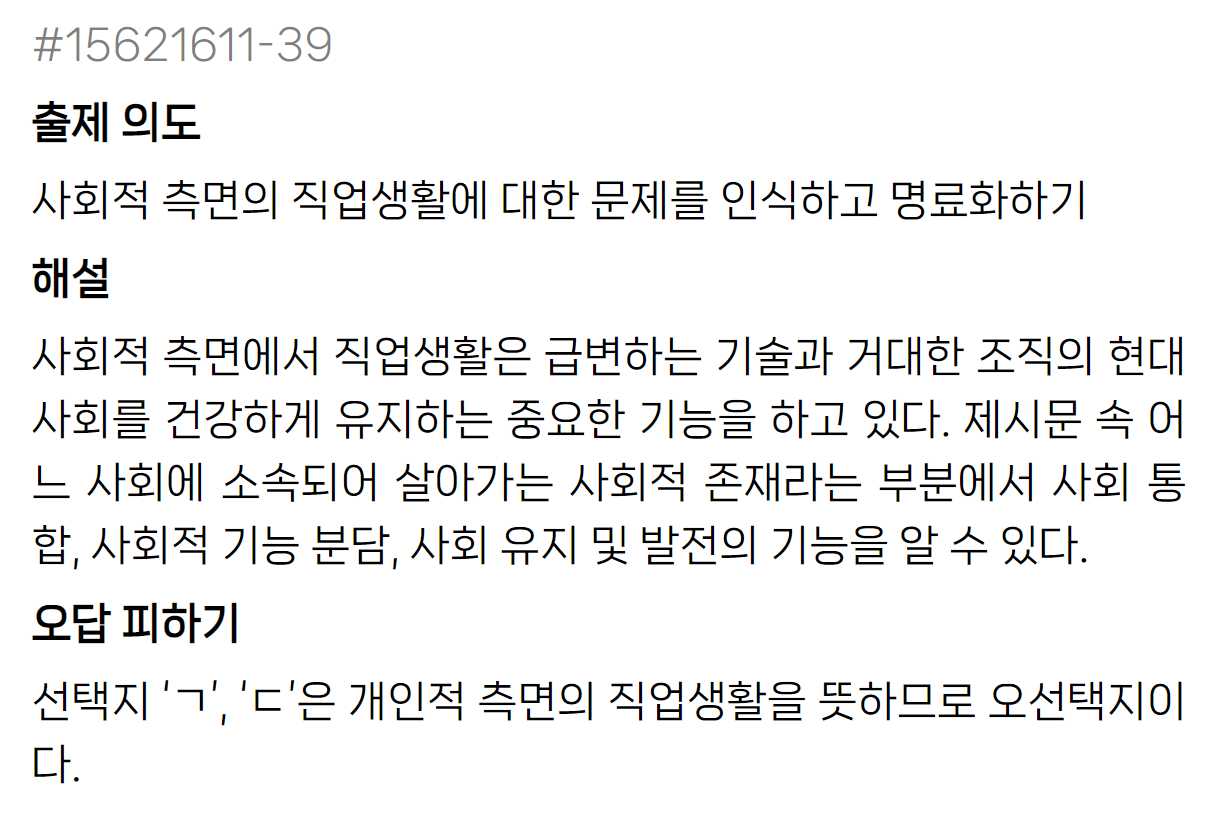 #15621611-39
출제 의도
사회적 측면의 직업생활에 대한 문제를 인식하고 명료화하기
해설
사회적 측면에서 직업생활은 급변하는 기술과 거대한 조직의 현대
사회를 건강하게 유지하는 중요한 기능을 하고 있다. 제시문 속 어
느 사회에 소속되어 살아가는 사회적 존재라는 부분에서 사회 통
합, 사회적 기능 분담, 사회 유지 및 발전의 기능을 알 수 있다.
오답 피하기
선택지 ‘ㄱ’, ‘ㄷ’은 개인적 측면의 직업생활을 뜻하므로 오선택지이
다.